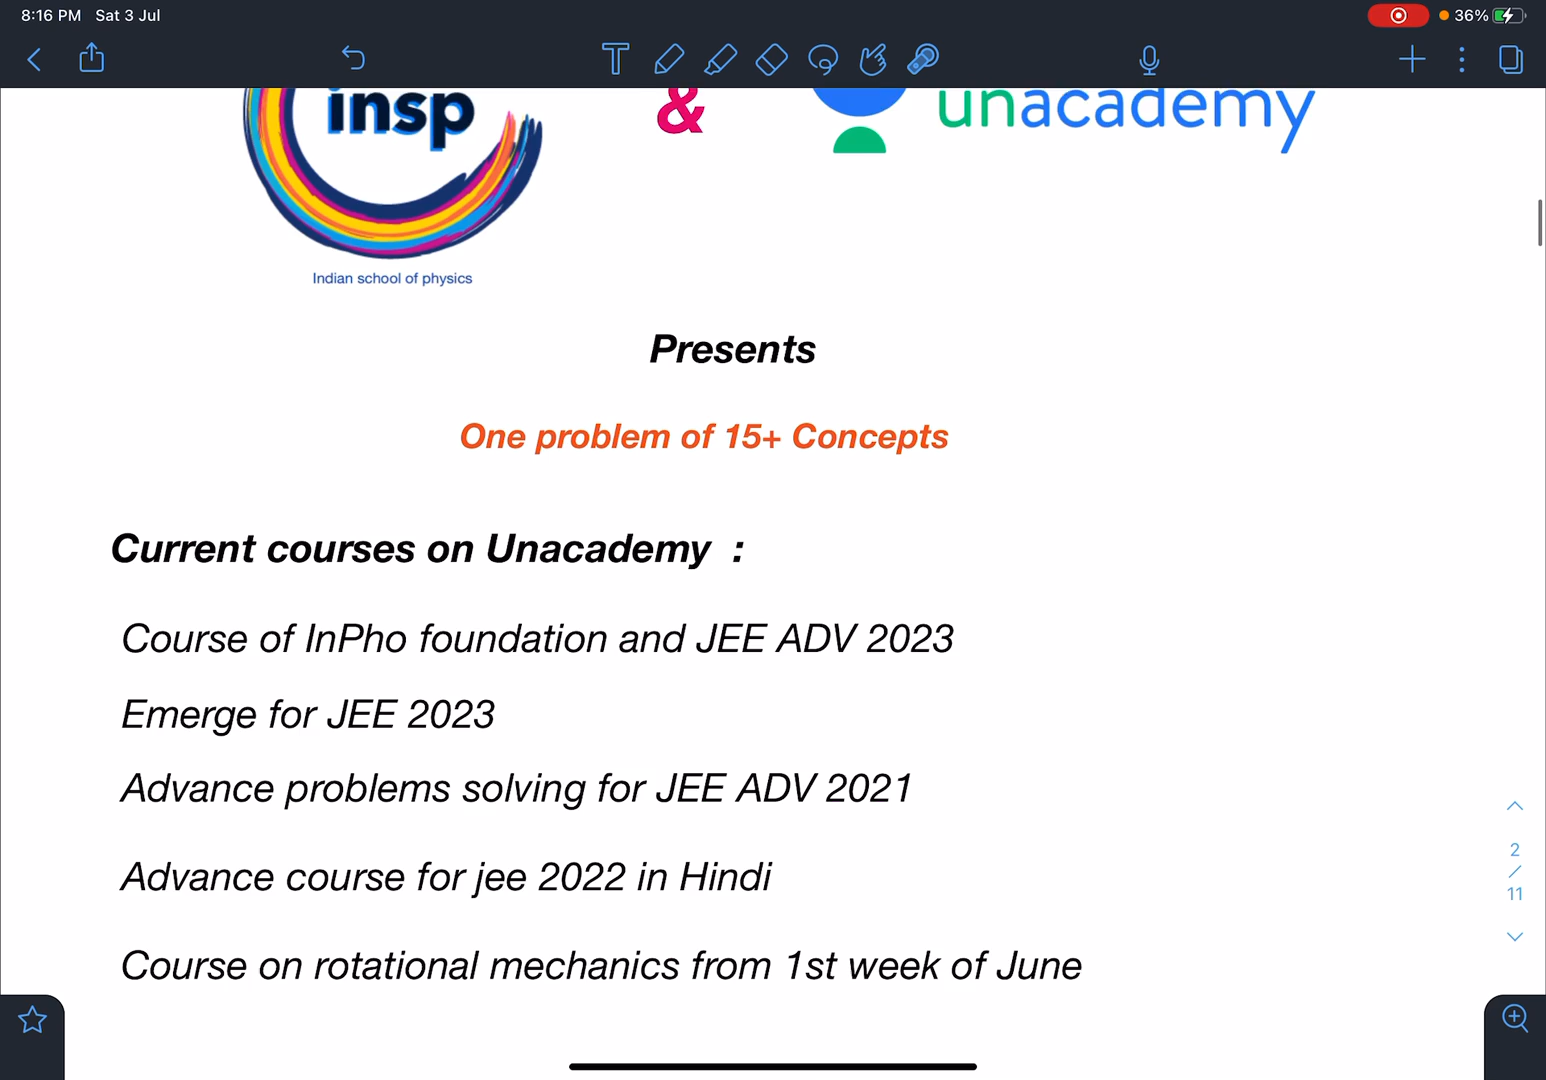 8:16 PM Sat 3 Jul
36%
insp
&
unacademy
Indian school of physics
Presents
One problem of 15+ Concepts
Current courses on Unacademy :
Course of InPho foundation and JEE ADV 2023
Emerge for JEE 2023
Advance problems solving for JEE ADV 2021
Advance course for jee 2022 in Hindi
Course on rotational mechanics from 1st week of June
2
/
11